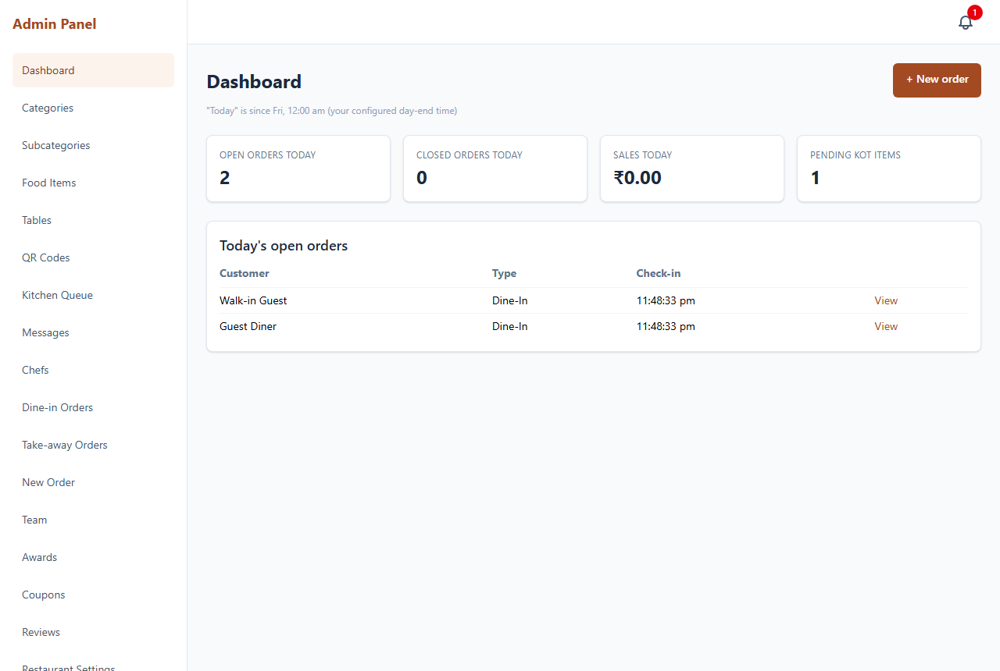 Admin Panel
1
Dashboard
Categories
Subcategories
Food Items
Tables
QR Codes
Kitchen Queue
Messages
Chefs
Dine-in Orders
Take-away Orders
New Order
Team
Awards
Coupons
Reviews
Restaurant Settings
Dashboard
+ New order
"Today" is since Fri, 12:00 am (your configured day-end time)
OPEN ORDERS TODAY
2
CLOSED ORDERS TODAY
0
SALES TODAY
₹0.00
PENDING KOT ITEMS
1
Today's open orders
Customer Type Check-in
Walk-in Guest Dine-In 11:48:33 pm View
Guest Diner Dine-In 11:48:33 pm View